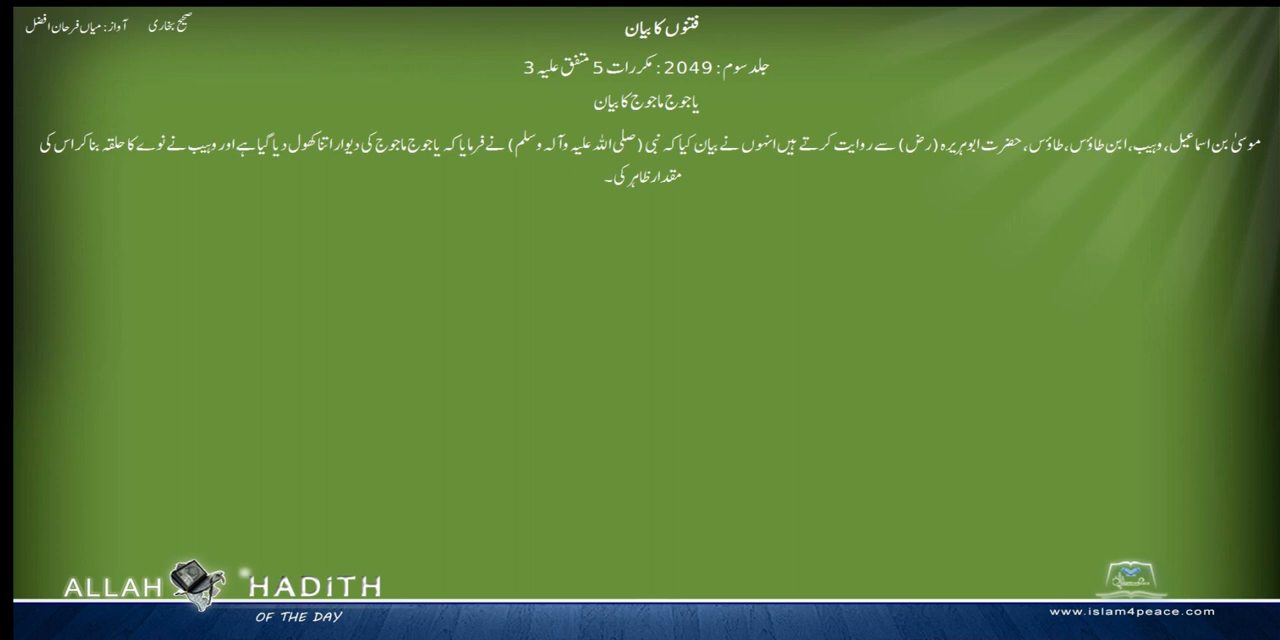 صحیح بخاری
آواز: میاں فرحان افضل
فتنوں کا بیان
جلد سوم: 2049: مکررات 5 متفق علیہ 3
یاجوج ماجوج کا بیان
موسیٰ بن اسماعیل، وہیب، ابن طاؤس، طاؤس، حضرت ابوہریرہ (رض) سے روایت کرتے ہیں انہوں نے بیان کیا کہ نبی (صلی اللہ علیہ وآلہ وسلم) نے فرمایا کہ یاجوج ماجوج کی دیوار اتنا کھول دیا گیا ہے اور وہیب نے نوے کا حلقہ بنا کر اس کی
مقدار ظاہر کی۔
ALLAH HADITH
OF THE DAY
www.islam4peace.com